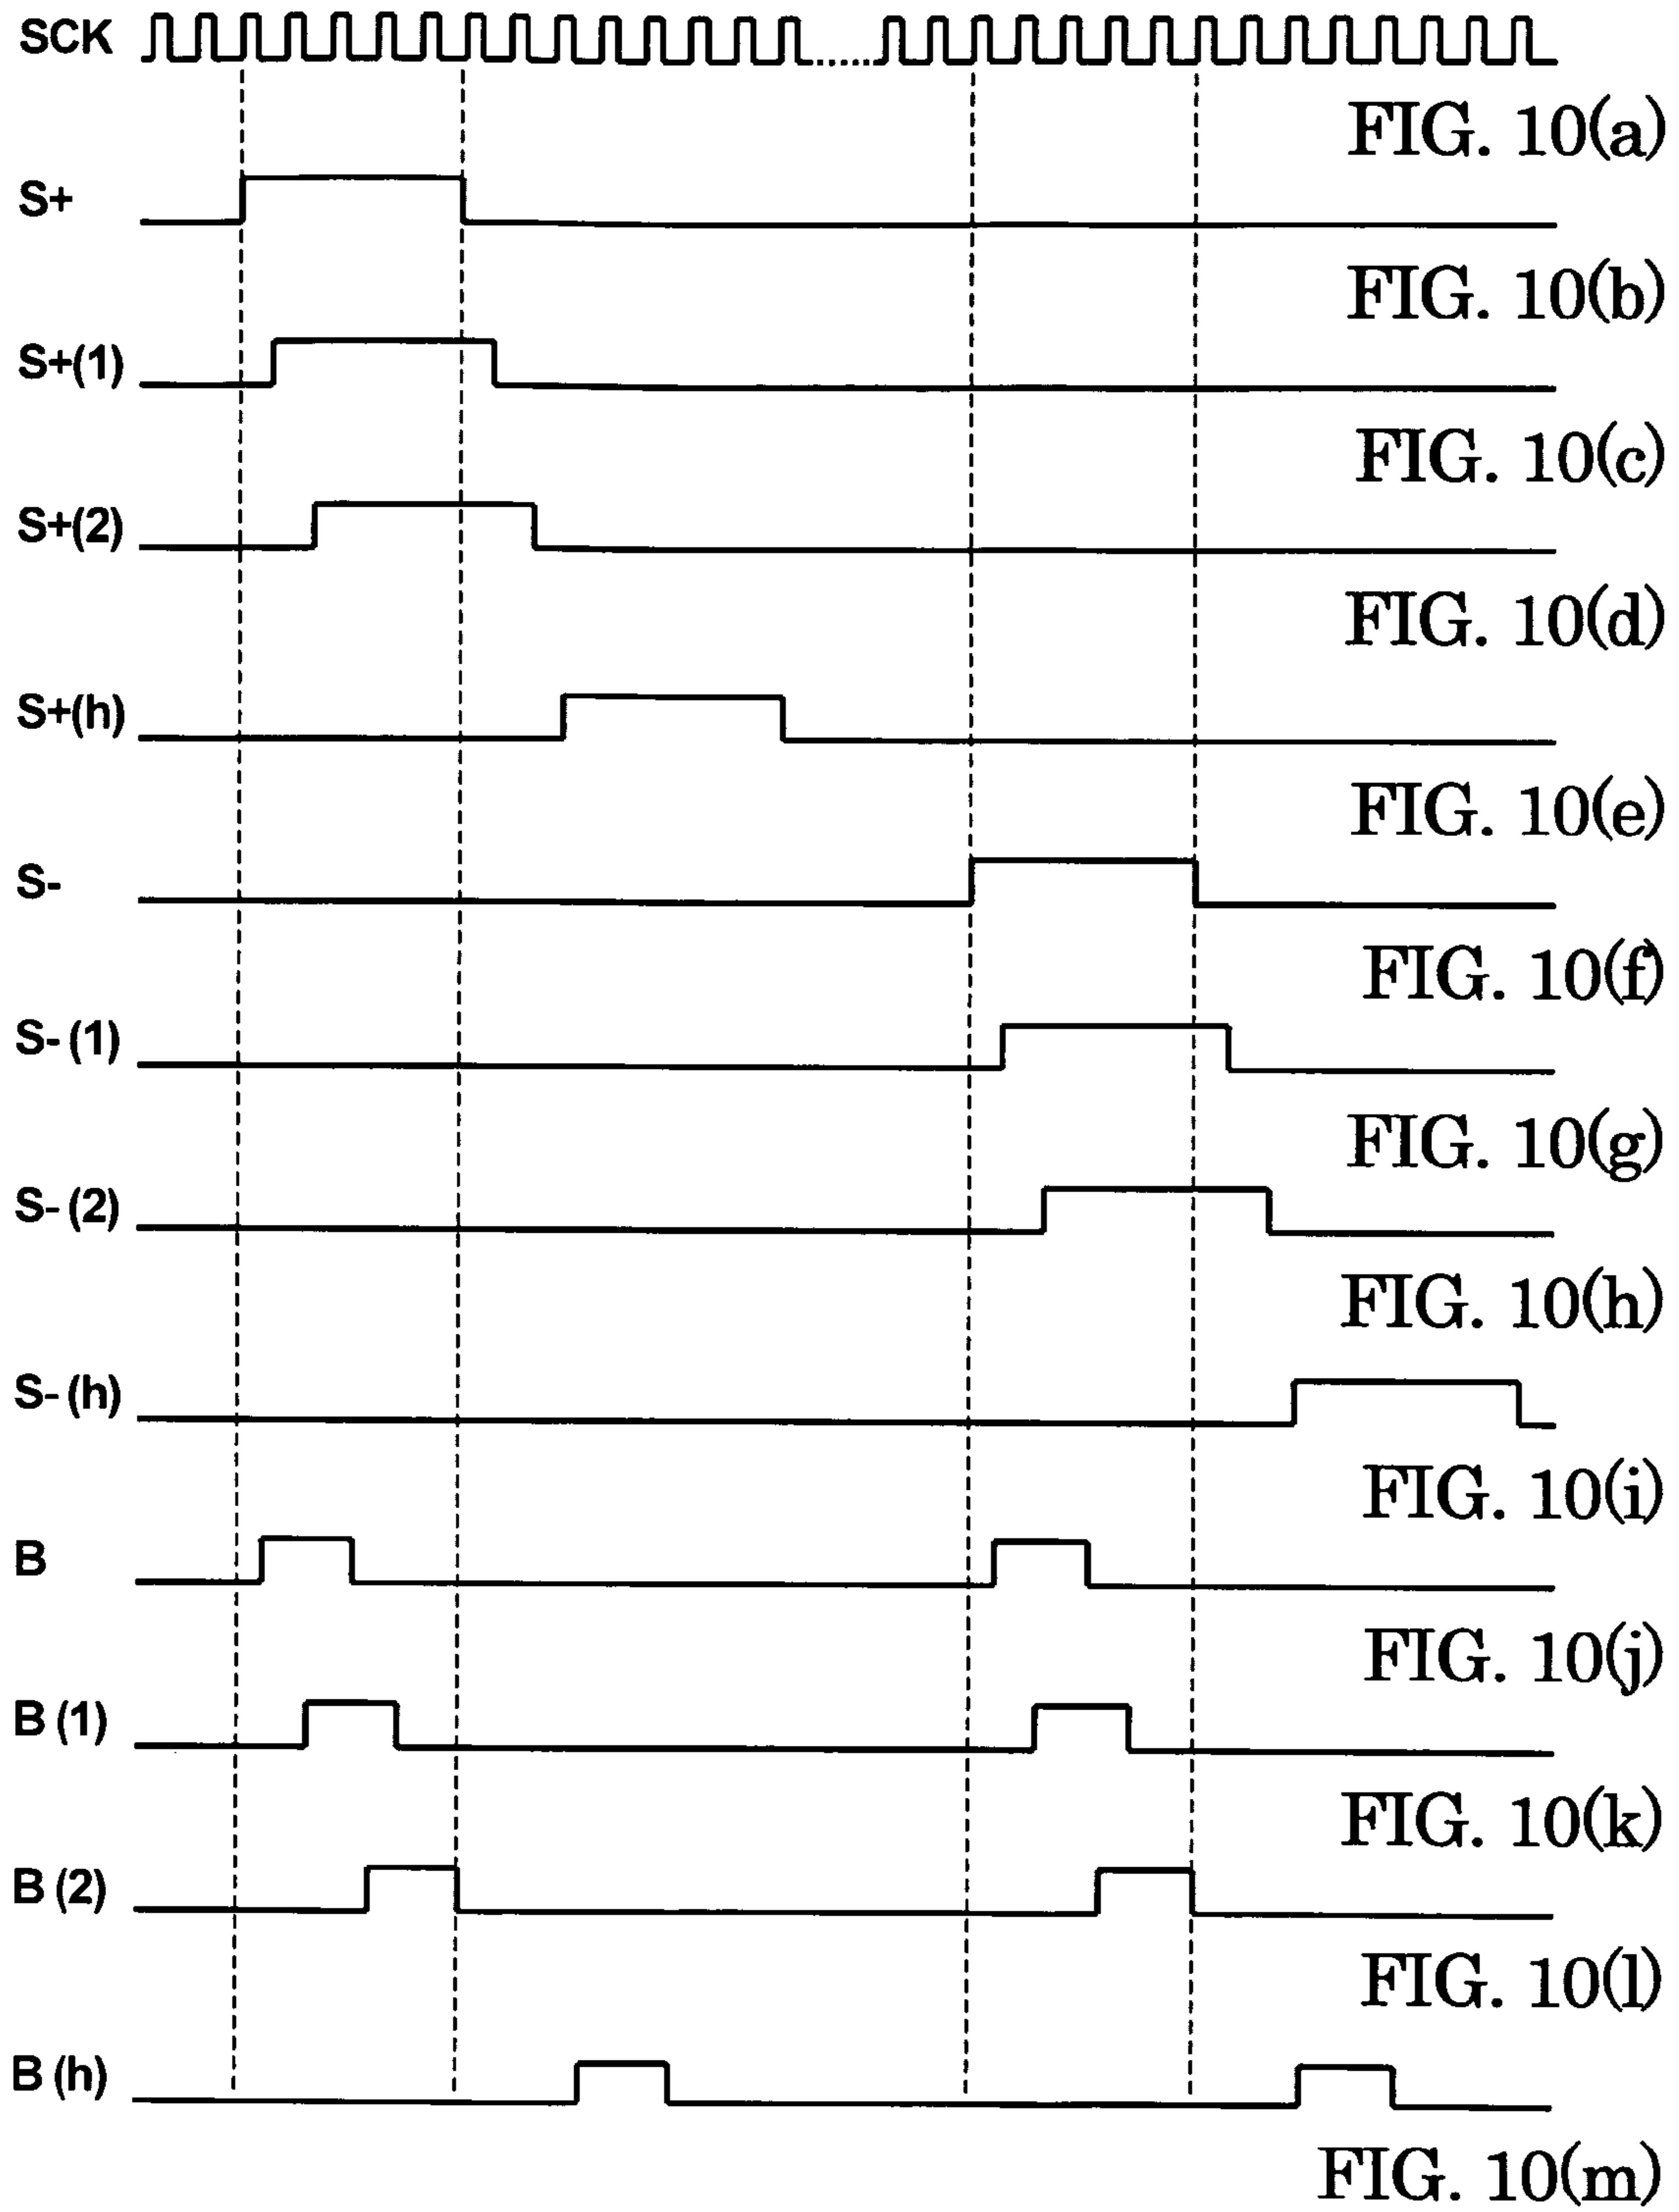 SCK
FIG. 10(a)
S+
FIG. 10(b)
S+(1)
FIG. 10(c)
S+(2)
FIG. 10(d)
S+(h)
FIG. 10(e)
S-
FIG. 10(f)
S- (1)
FIG. 10(g)
S- (2)
FIG. 10(h)
S- (h)
FIG. 10(i)
B
FIG. 10(j)
B (1)
FIG. 10(k)
B (2)
FIG. 10(l)
B (h)
FIG. 10(m)